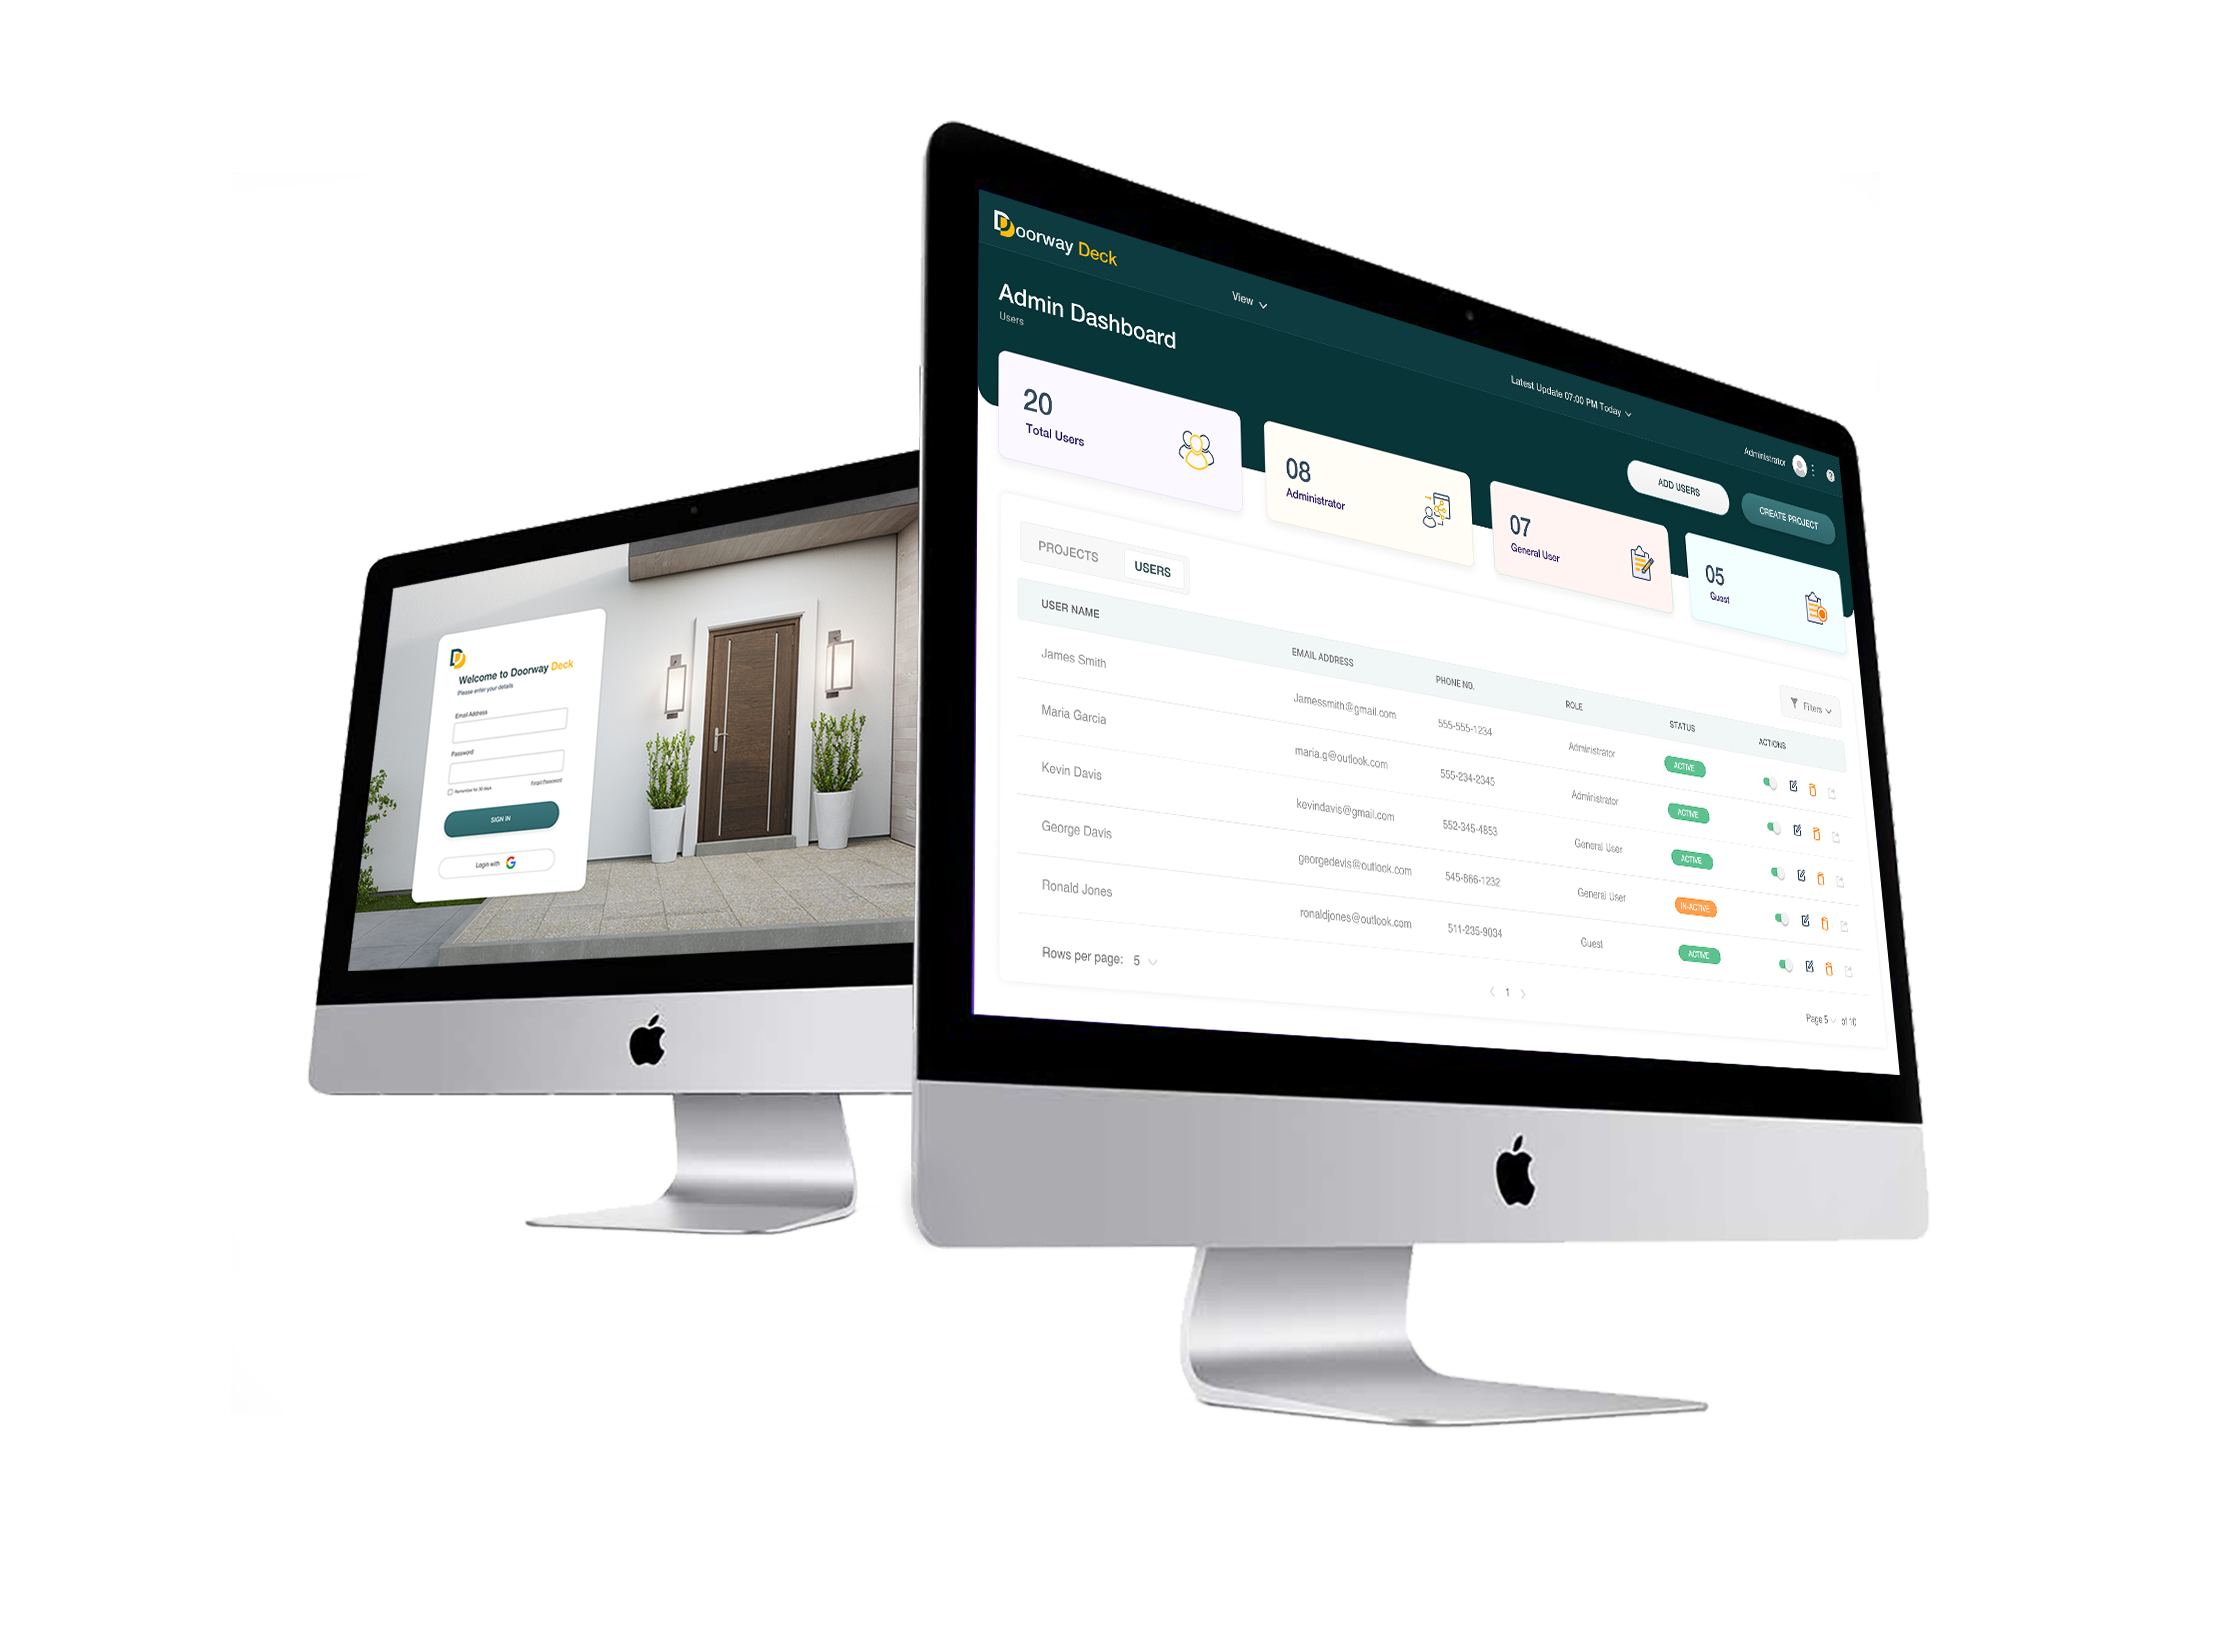 Doorway Deck
View
Latest Update 07:00 PM Today
Administrator
Admin Dashboard
Users
ADD USERS
CREATE PROJECT
20
Total Users
08
Administrator
07
General User
05
Guest
PROJECTS USERS
Filters
USER NAME EMAIL ADDRESS PHONE NO. ROLE STATUS ACTIONS
James Smith Jamessmith@gmail.com 555-555-1234 Administrator ACTIVE
Maria Garcia maria.g@outlook.com 555-234-2345 Administrator ACTIVE
Kevin Davis kevindavis@gmail.com 552-345-4853 General User ACTIVE
George Davis georgedevis@outlook.com 545-866-1232 General User IN-ACTIVE
Ronald Jones ronaldjones@outlook.com 511-235-9034 Guest ACTIVE
Rows per page: 5
1
Page 5 of 10
Welcome to Doorway Deck
Please enter your details
Email Address
Password
Forgot Password
Remember for 30 days
SIGN IN
Login with G